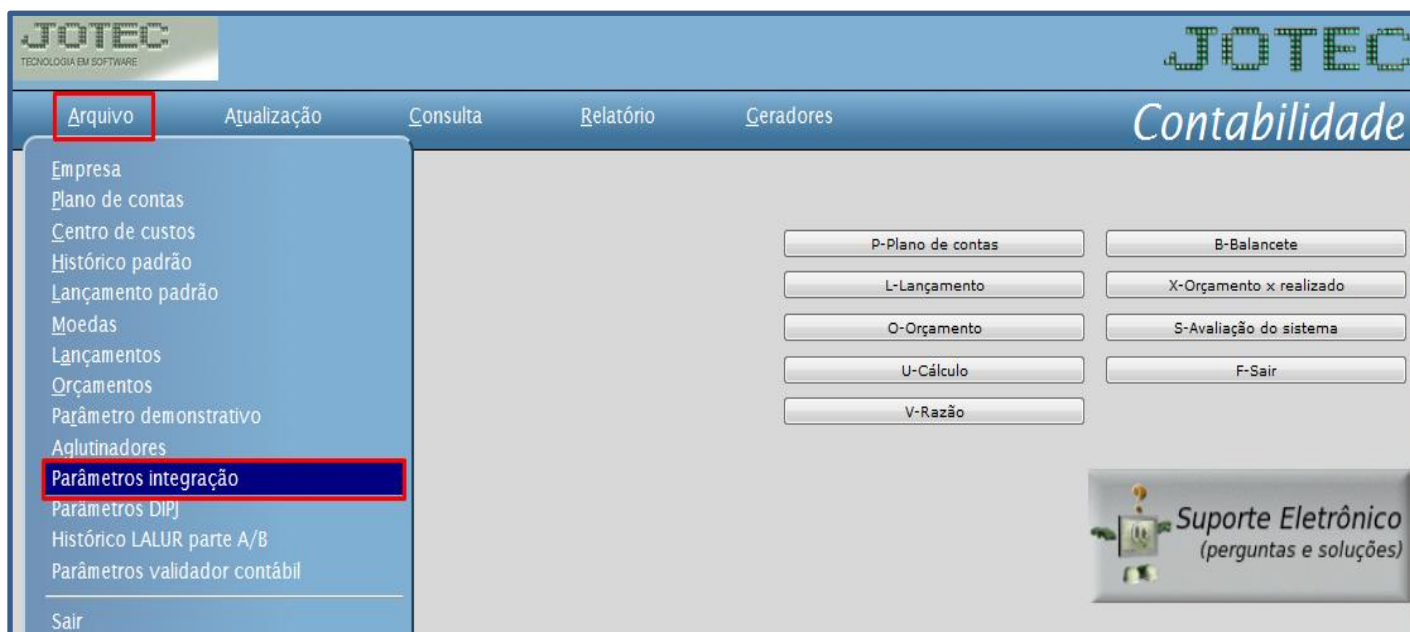 JOTEC
TECNOLOGIA EM SOFTWARE
JOTEC
Arquivo Atualização Consulta Relatório Geradores
Contabilidade
Empresa
Plano de contas
Centro de custos
Histórico padrão
Lançamento padrão
Moedas
Lançamentos
Orçamentos
Parâmetro demonstrativo
Aglutinadores
Parâmetros integração
Parâmetros DIPJ
Histórico LALUR parte A/B
Parâmetros validador contábil
Sair
P-Plano de contas B-Balancete
L-Lançamento X-Orçamento x realizado
O-Orçamento S-Avaliação do sistema
U-Cálculo F-Sair
V-Razão
Suporte Eletrônico
(perguntas e soluções)